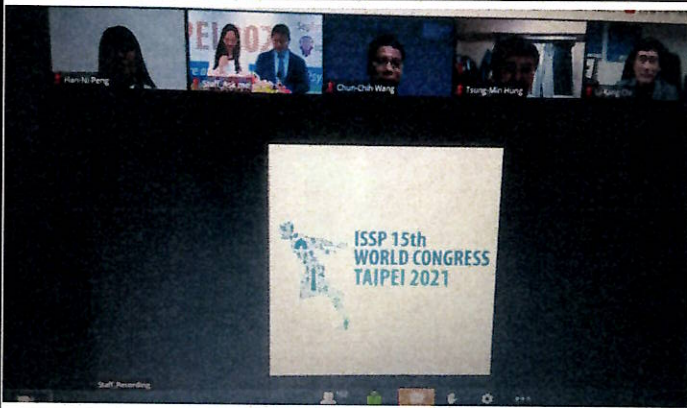 Han-Ni Peng
Chun-Chih Wang
Tsung-Min Hung
ISSP 15th
WORLD CONGRESS
TAIPEI 2021
Staff_Recording